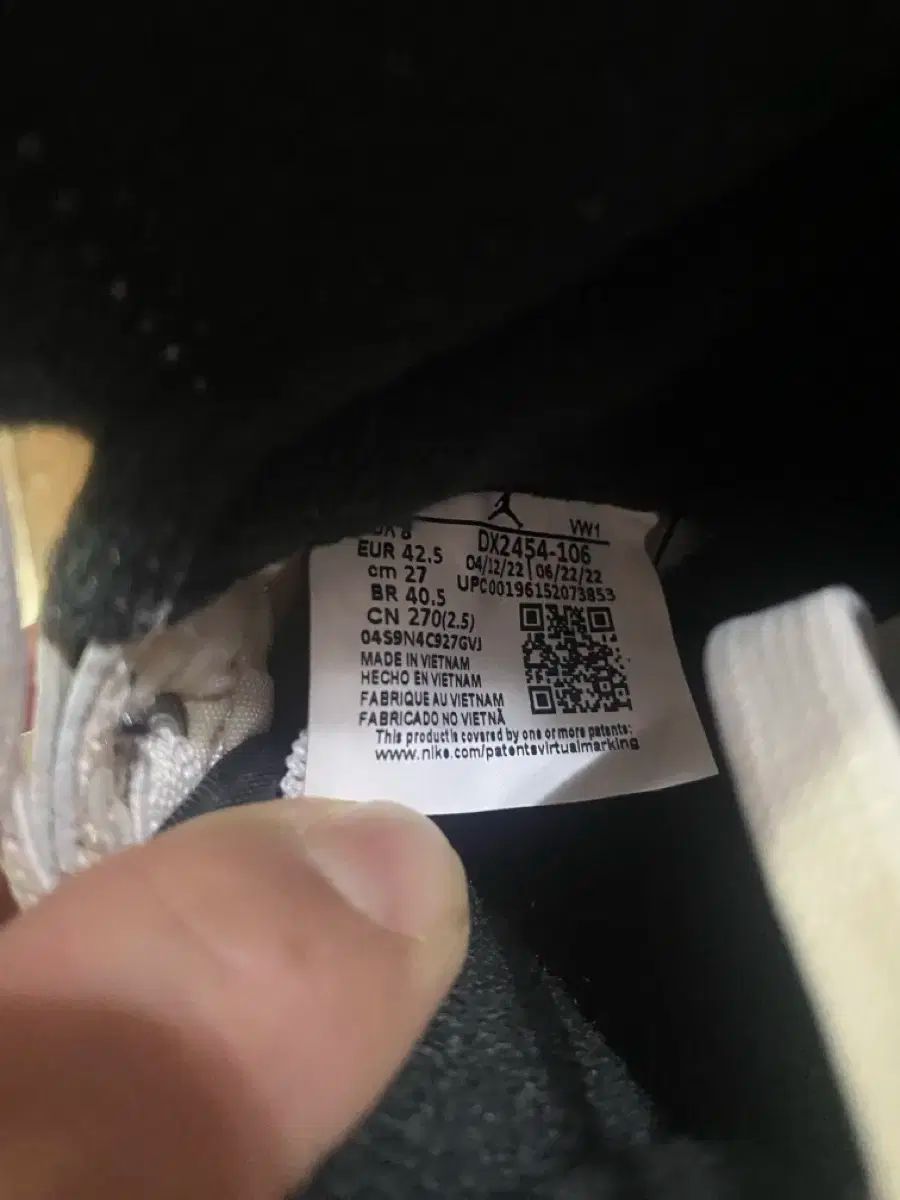 VW1
EUR 42.5 DX2454-106
cm 27 04/12/22 06/22/22
BR 40.5 UPC00196152073853
CN 270(2.5)
04S9N4C927GVJ
MADE IN VIETNAM
HECHO EN VIETNAM
FABRIQUE AU VIETNAM
FABRICADO NO VIETNÃ
This product is covered by one or more patents:
www.nike.com/patentsvirtualmarking